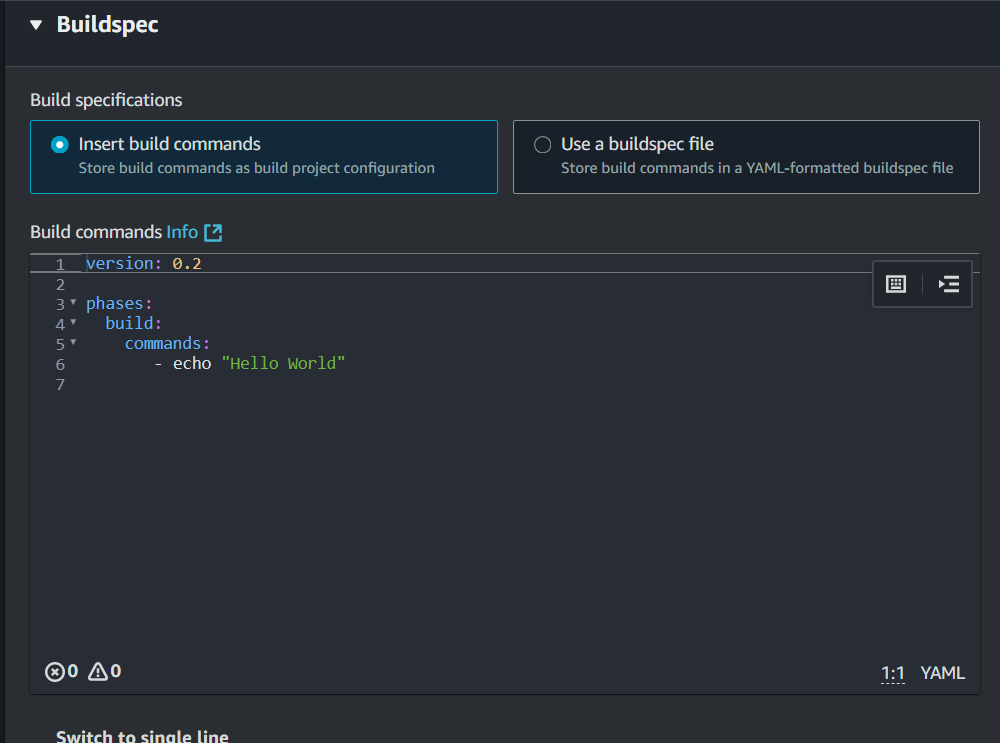 Buildspec
Build specifications
Insert build commands
Store build commands as build project configuration
Use a buildspec file
Store build commands in a YAML-formatted buildspec file
Build commands Info
1 version: 0.2
2
3 phases:
4 build:
5 commands:
6 - echo "Hello World"
7
0 0
1:1 YAML
Switch to single line